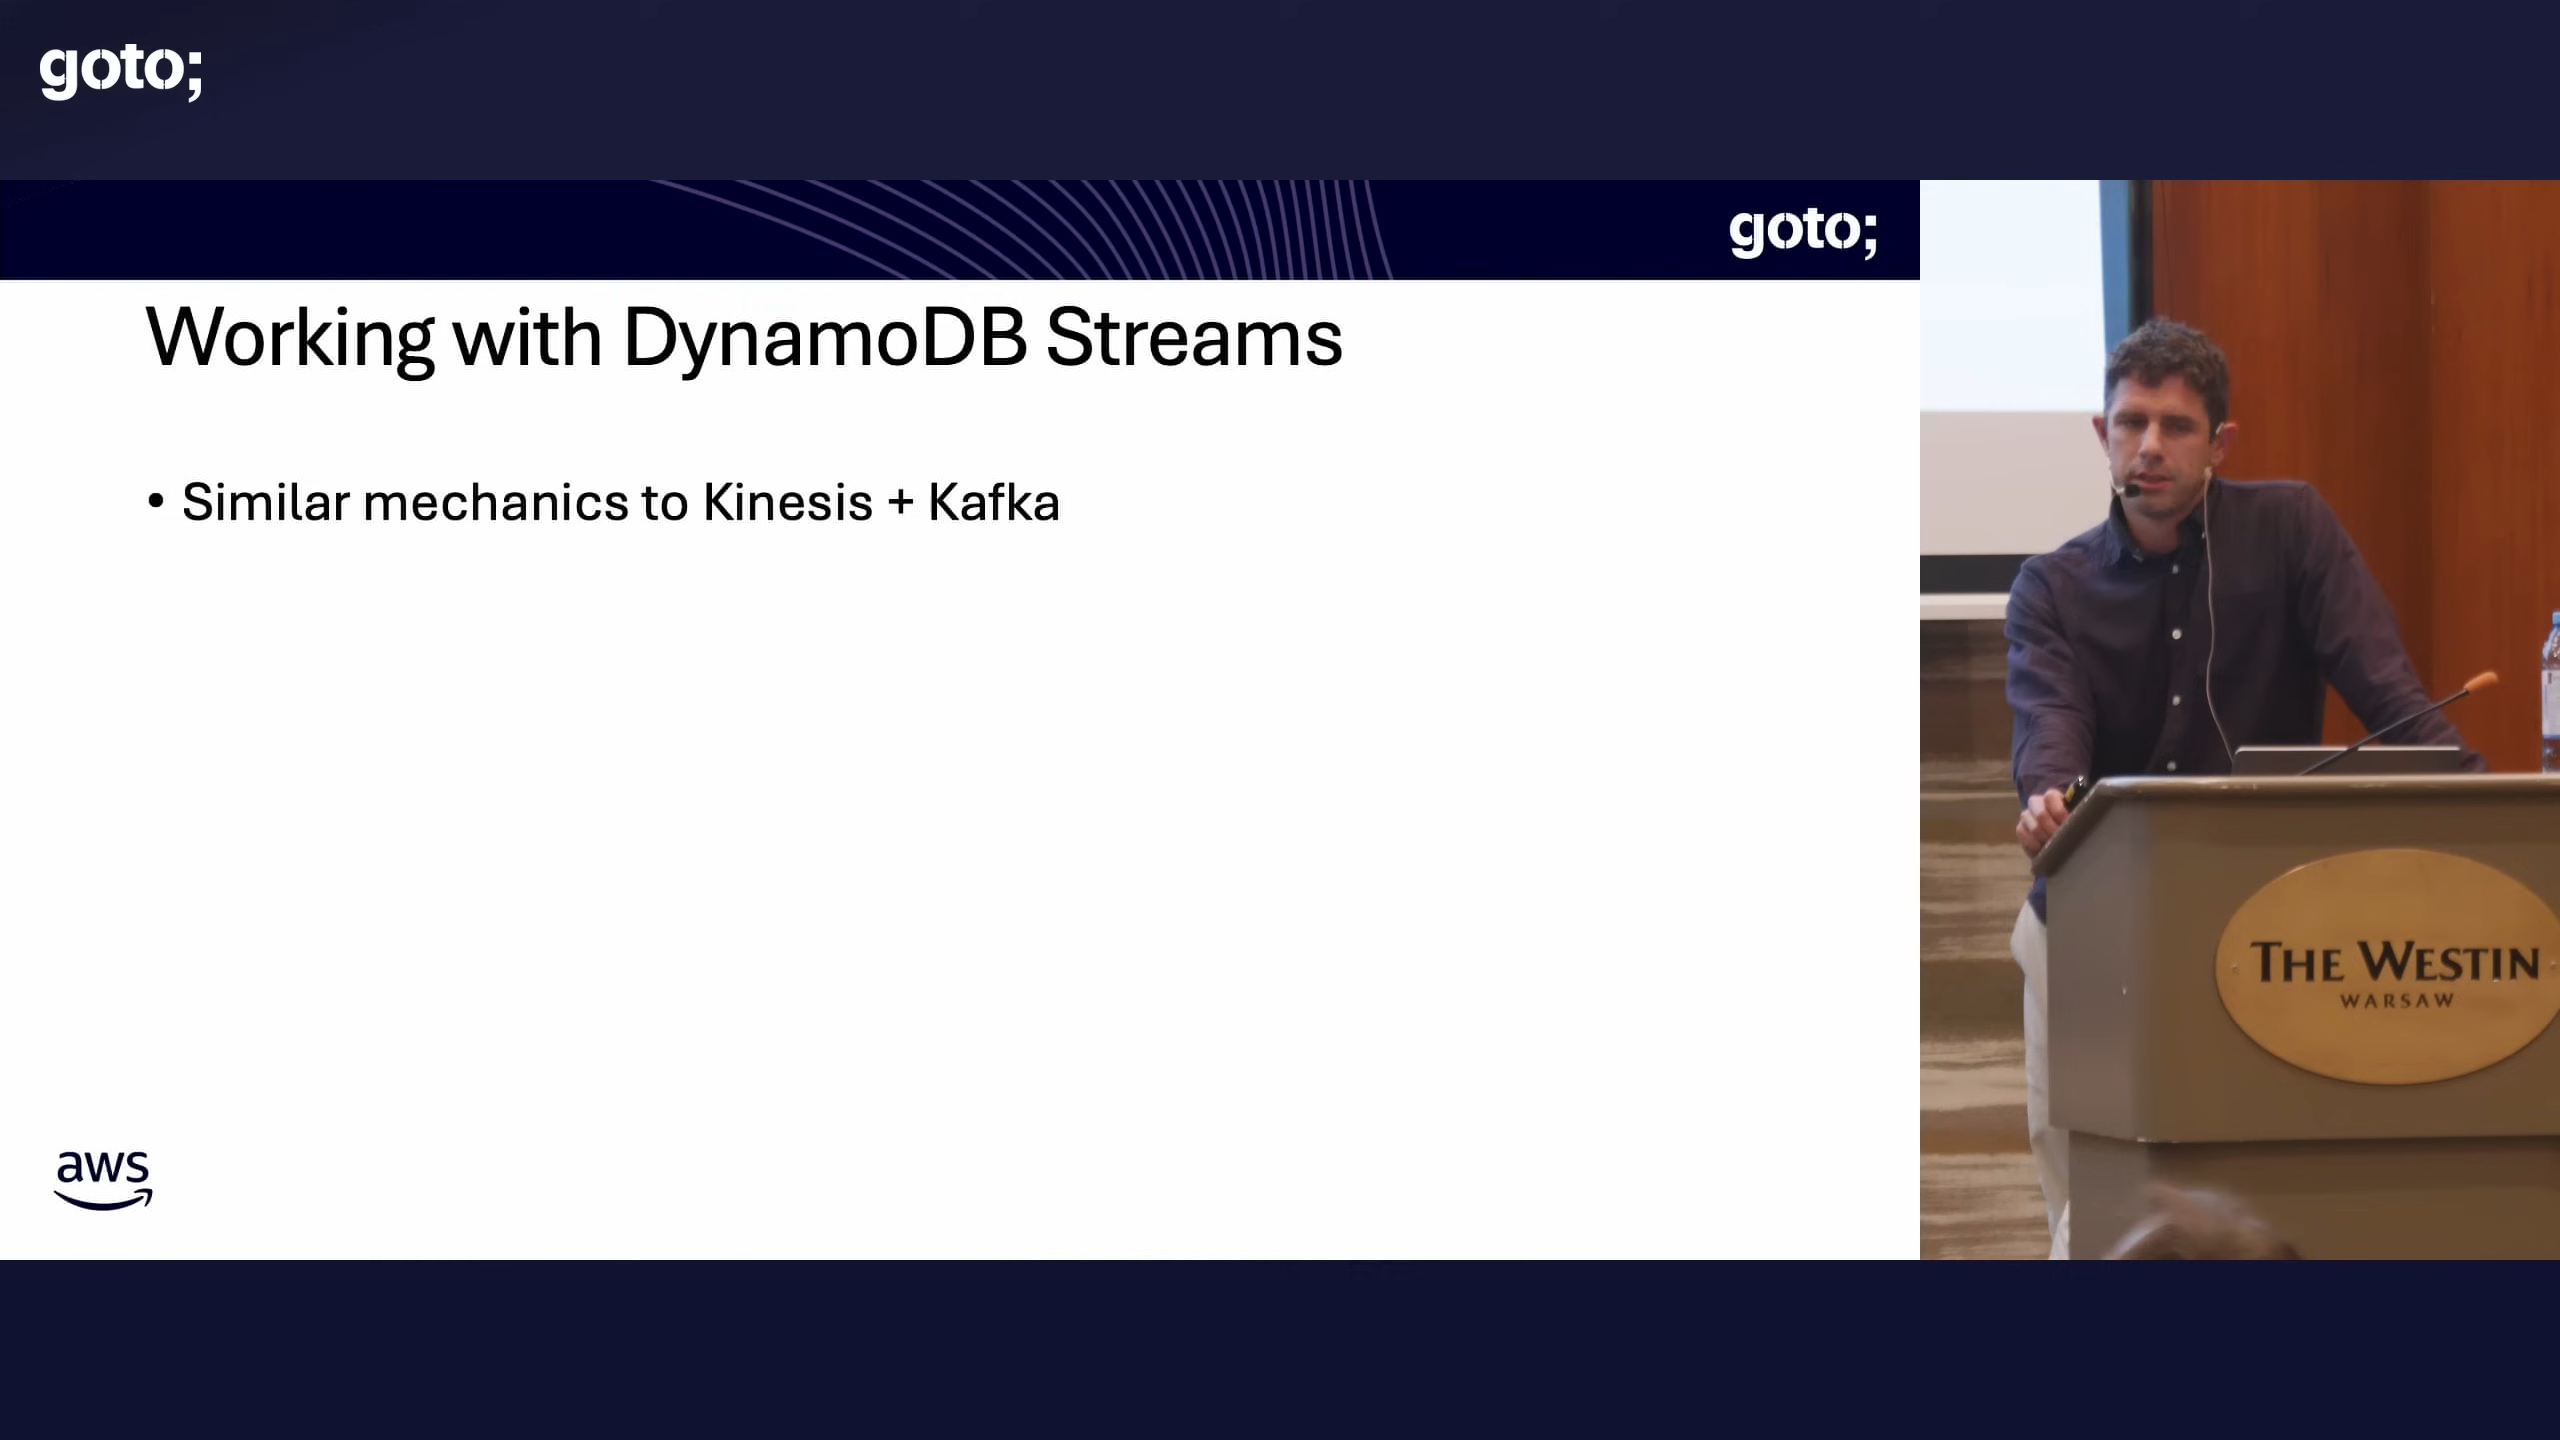 goto;
goto;
Working with DynamoDB Streams
• Similar mechanics to Kinesis + Kafka
aws
THE WESTIN
WARSAW